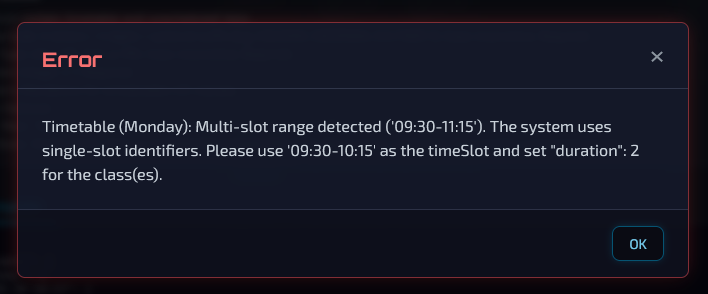 Error
×
Timetable (Monday): Multi-slot range detected ('09:30-11:15'). The system uses
single-slot identifiers. Please use '09:30-10:15' as the timeSlot and set "duration": 2
for the class(es).
OK